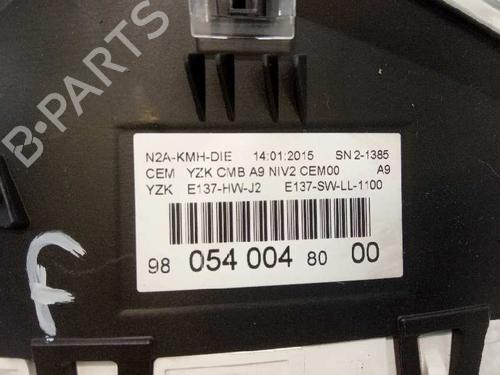 N2A-KMH-DIE 14:01:2015 SN 2-1385
CEM YZK CMB A9 NIV2 CEM00 A9
YZK E137-HW-J2 E137-SW-LL-1100
98 054 004 80 00
F
B-PARTS